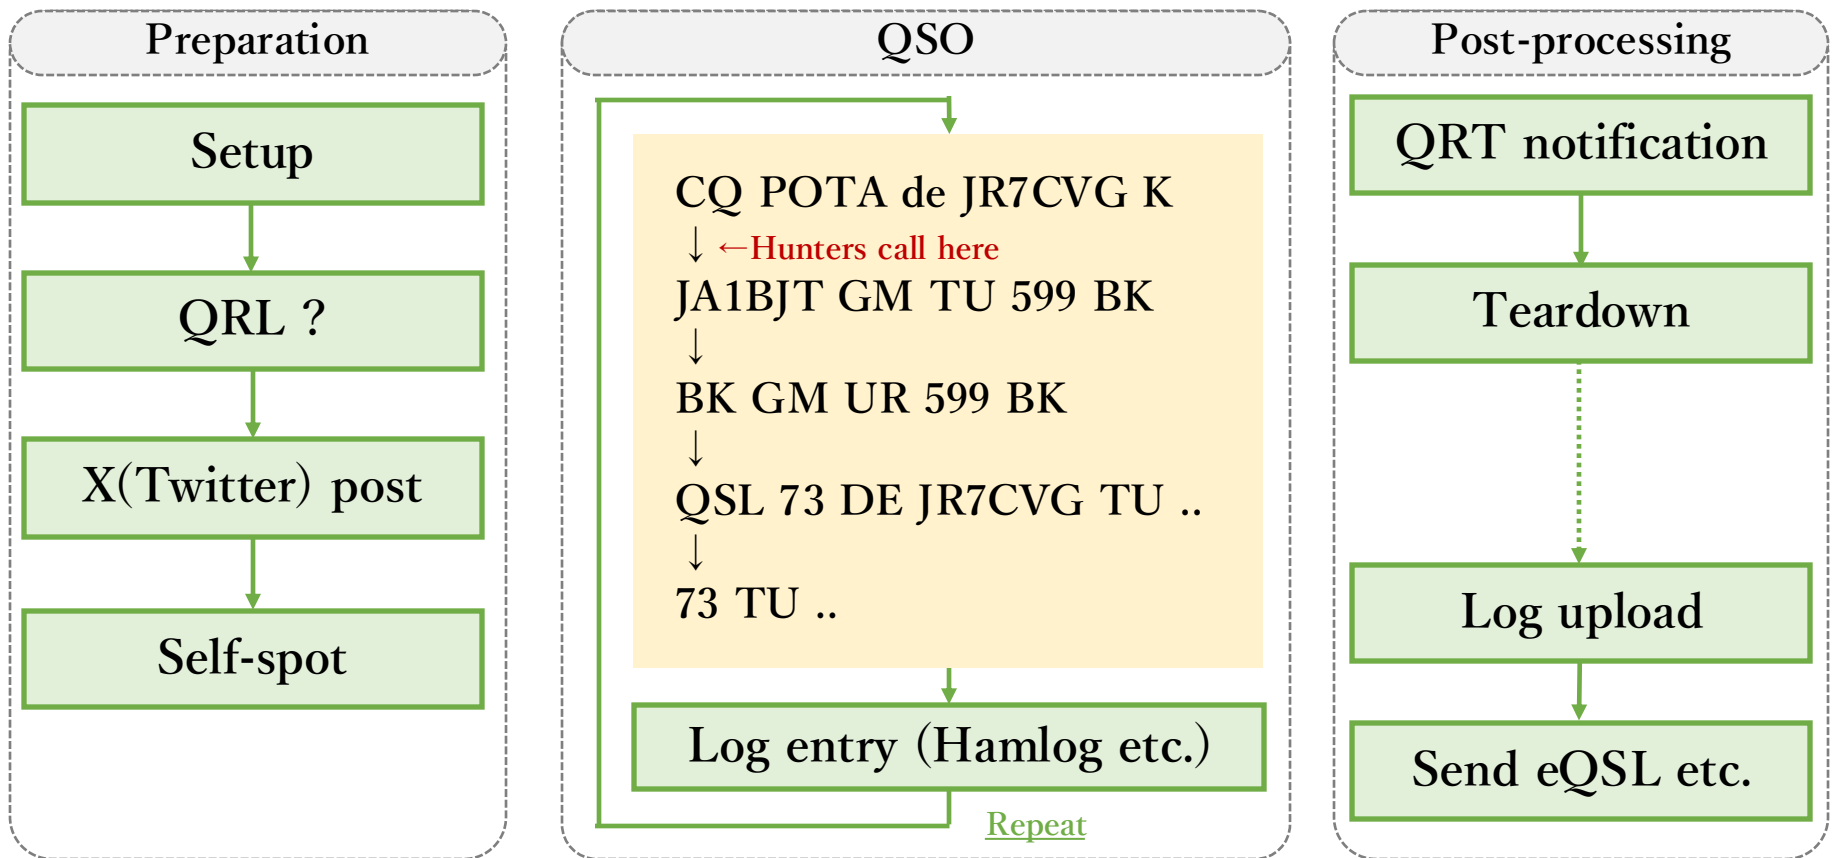 Preparation
Setup
QRL ?
X(Twitter) post
Self-spot
QSO
CQ POTA de JR7CVG K
↓ ←Hunters call here
JA1BJT GM TU 599 BK
↓
BK GM UR 599 BK
↓
QSL 73 DE JR7CVG TU ..
↓
73 TU ..
Log entry (Hamlog etc.)
Repeat
Post-processing
QRT notification
Teardown
Log upload
Send eQSL etc.